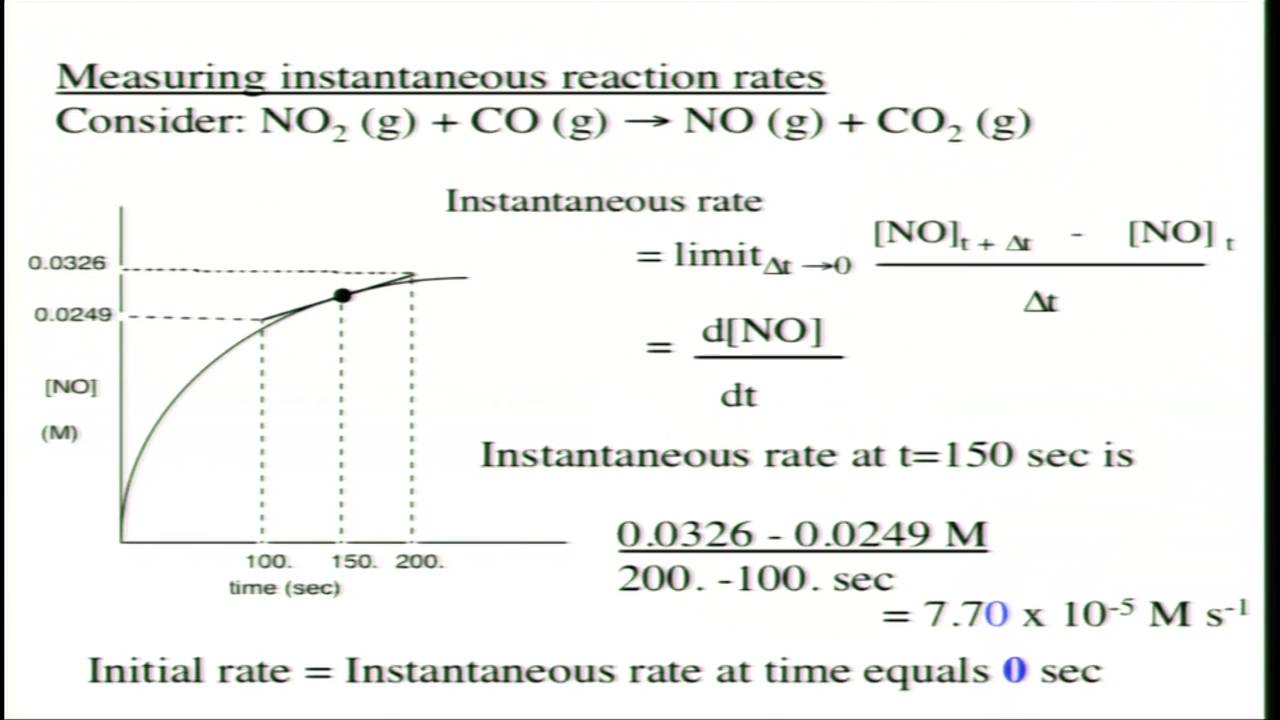 Measuring instantaneous reaction rates
Consider: NO₂ (g) + CO (g) → NO (g) + CO₂ (g)
Instantaneous rate
= limit Δt →0 [NO] t + Δt - [NO] t
Δt
= d[NO]
dt
0.0326
0.0249
[NO]
(M)
100. 150. 200.
time (sec)
Instantaneous rate at t=150 sec is
0.0326 - 0.0249 M
200. -100. sec
= 7.70 x 10⁻⁵ M s⁻¹
Initial rate = Instantaneous rate at time equals 0 sec